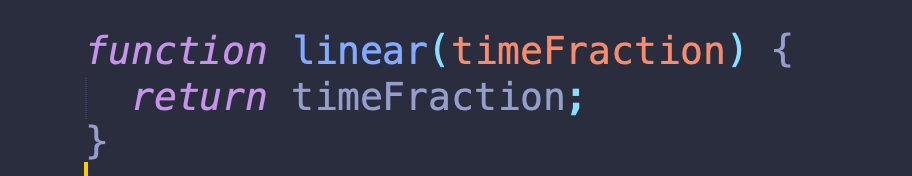 function linear(timeFraction) {
  return timeFraction;
}